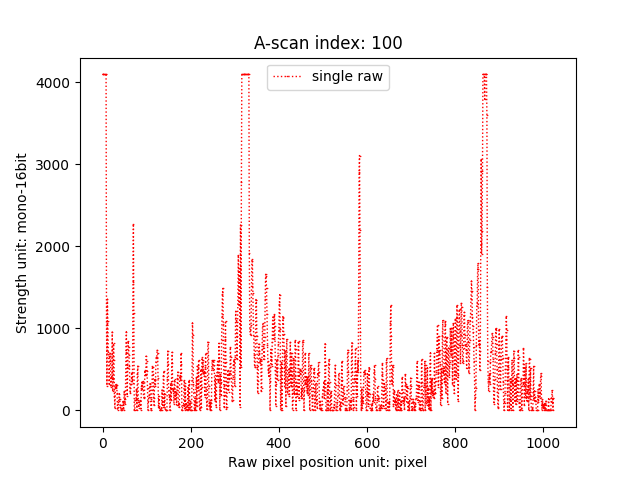 A-scan index: 100
single raw
Strength unit: mono-16bit
4000
3000
2000
1000
0
0 200 400 600 800 1000
Raw pixel position unit: pixel